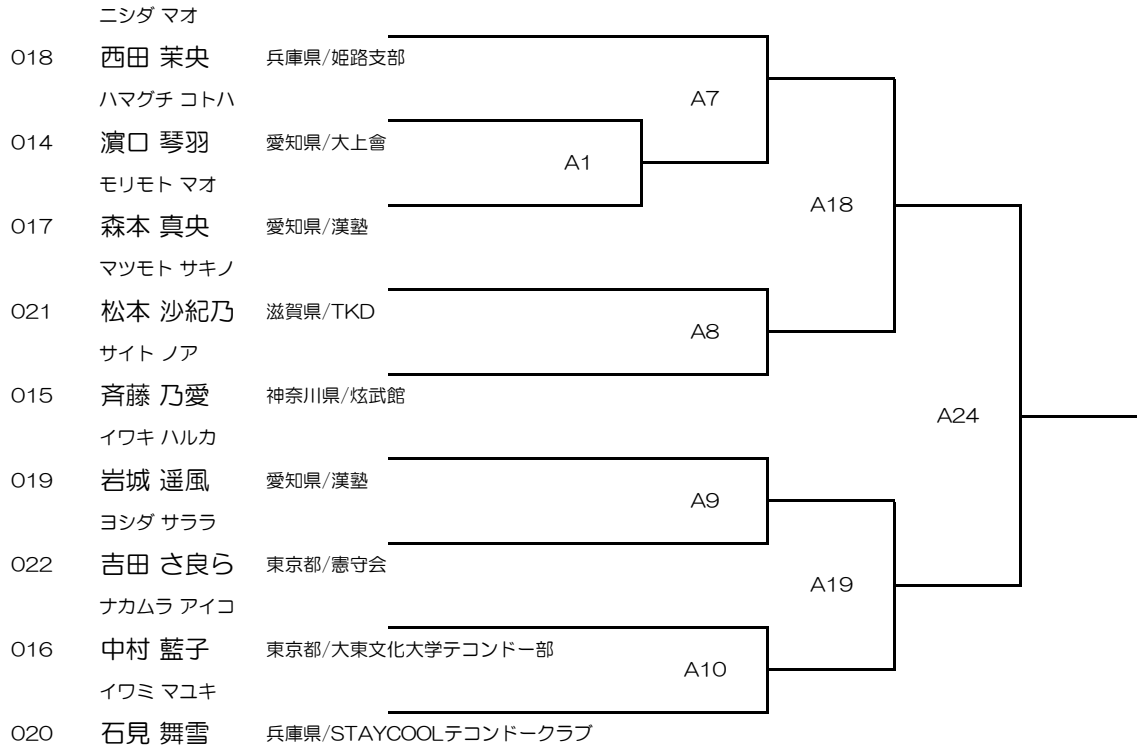 ニシダ マオ
018 西田 茉央 兵庫県/姫路支部
ハマグチ コトハ
A7
014 濵口 琴羽 愛知県/大上會
A1
モリモト マオ
A18
017 森本 真央 愛知県/漢塾
マツモト サキノ
021 松本 沙紀乃 滋賀県/TKD
A8
サイト ノア
015 斉藤 乃愛 神奈川県/炫武館
A24
イワキ ハルカ
019 岩城 遥風 愛知県/漢塾
A9
ヨシダ サララ
022 吉田 さ良ら 東京都/憲守会
A19
ナカムラ アイコ
016 中村 藍子 東京都/大東文化大学テコンドー部
A10
イワミ マユキ
020 石見 舞雪 兵庫県/STAYCOOLテコンドークラブ